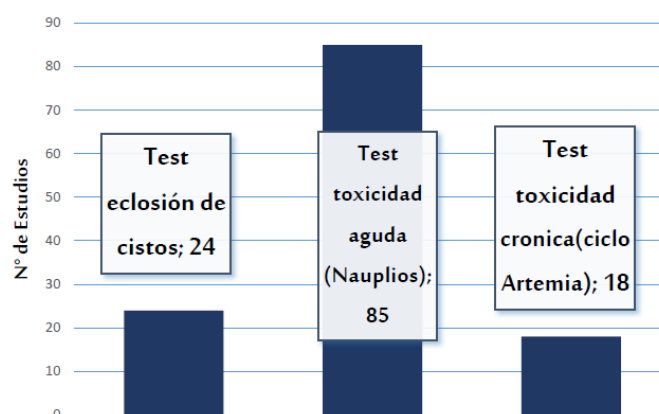 90
80
70
60
50
40
30
20
10
0
N° de Estudios
Test
eclosión de
cistos; 24
Test
toxicidad
aguda
(Nauplios);
85
Test
toxicidad
cronica(ciclo
Artemia); 18